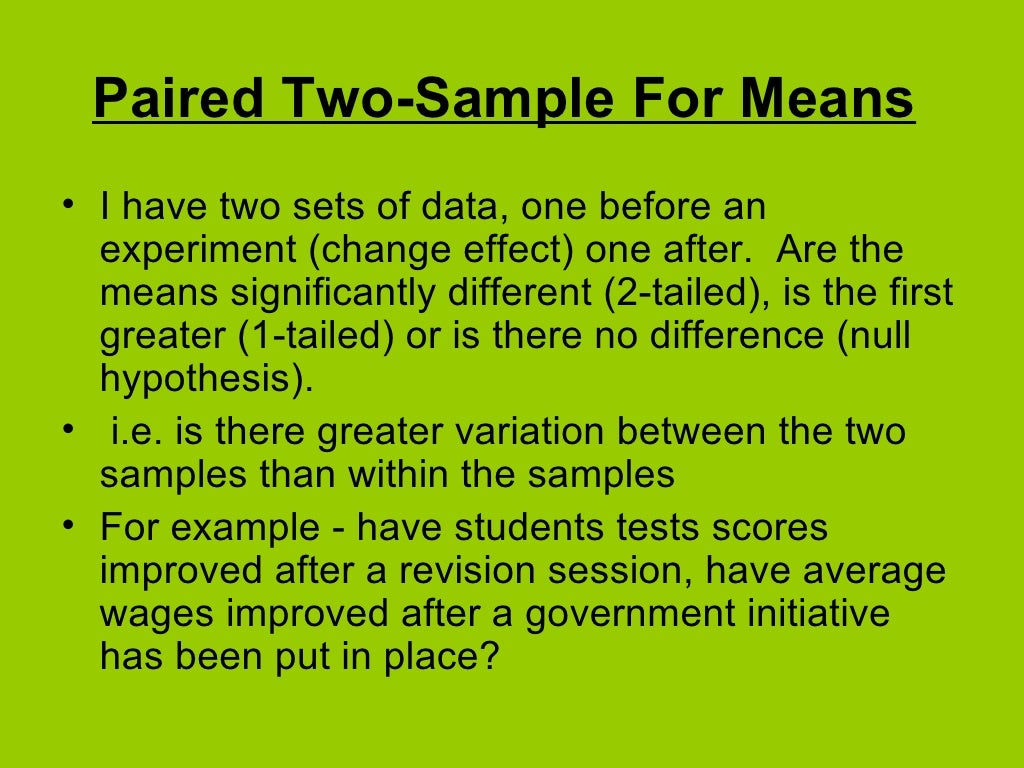 Paired Two-Sample For Means
• I have two sets of data, one before an
experiment (change effect) one after.  Are the
means significantly different (2-tailed), is the first
greater (1-tailed) or is there no difference (null
hypothesis).
•  i.e. is there greater variation between the two
samples than within the samples
• For example - have students tests scores
improved after a revision session, have average
wages improved after a government initiative
has been put in place?